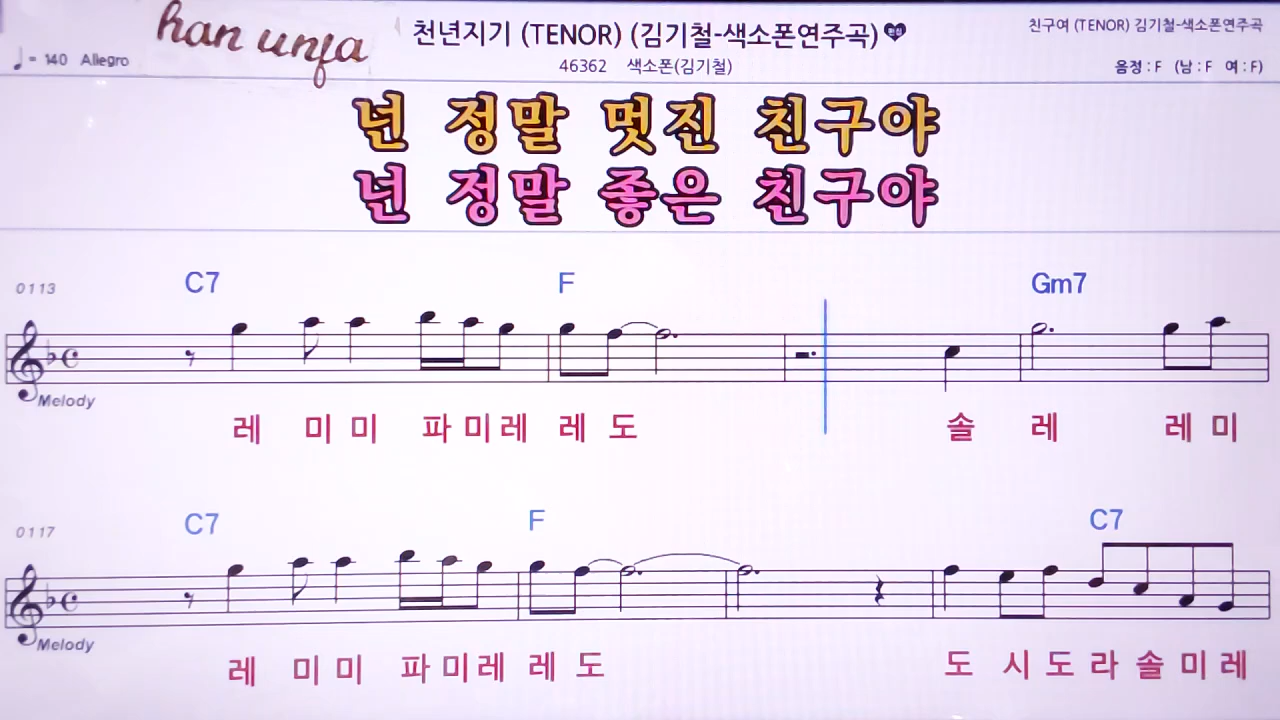 han unja
천년지기 (TENOR) (김기철-색소폰연주곡)
친구여 (TENOR) 김기철-색소폰연주곡
♩= 140 Allegro
46362 색소폰(김기철)
음정 : F (남 : F 여 : F)
넌 정말 멋진 친구야
넌 정말 좋은 친구야
0113 C7 F Gm7
Melody
레 미 미 파 미 레 레 도 솔 레 레 미
0117 C7 F C7
Melody
레 미 미 파 미 레 레 도 도 시 도 라 솔 미 레